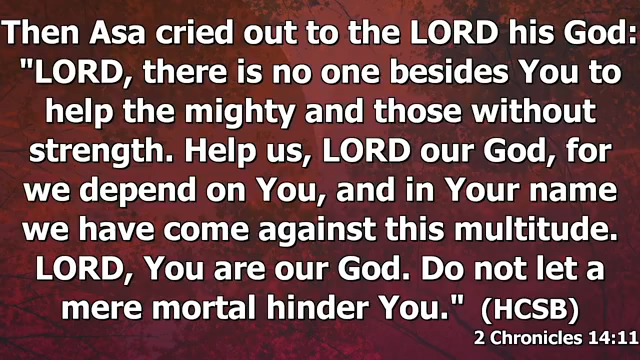 Then Asa cried out to the LORD his God:
"LORD, there is no one besides You to
help the mighty and those without
strength. Help us, LORD our God, for
we depend on You, and in Your name
we have come against this multitude.
LORD, You are our God. Do not let a
mere mortal hinder You." (HCSB)
2 Chronicles 14:11